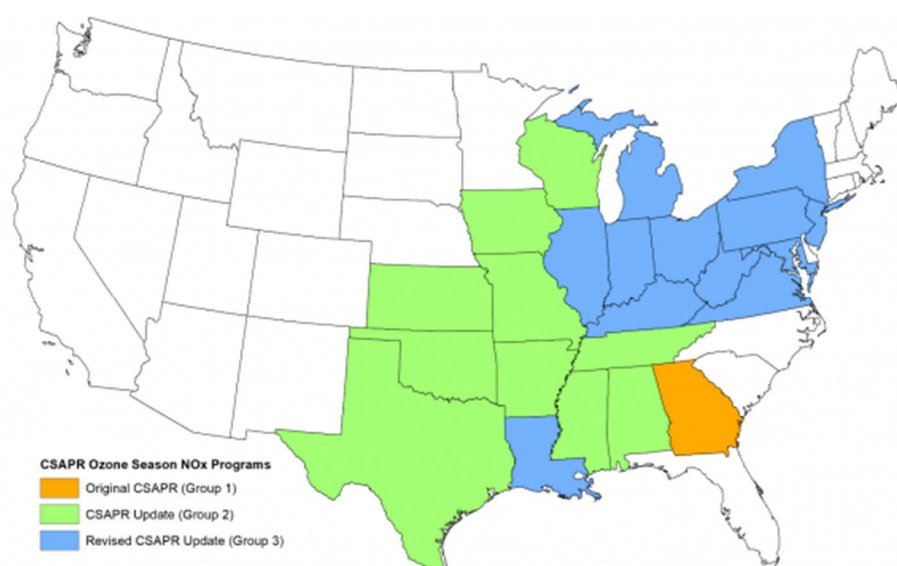 CSAPR Ozone Season NOx Programs
Original CSAPR (Group 1)
CSAPR Update (Group 2)
Revised CSAPR Update (Group 3)